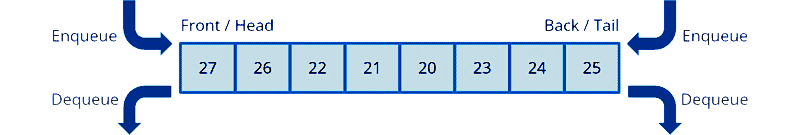 Front / Head
Back / Tail
Enqueue
Enqueue
27 26 22 21 20 23 24 25
Dequeue
Dequeue